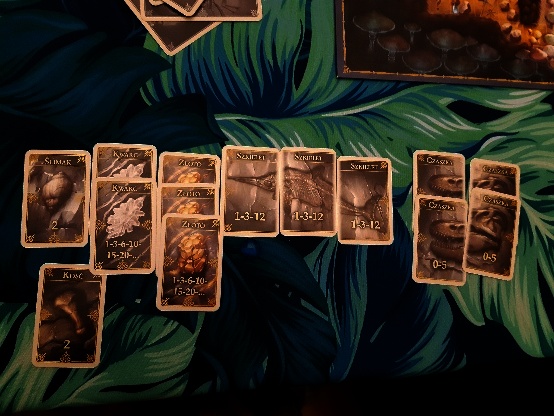 ŚLIMAK
2
KWARC
KWARC
1-3-6-10-
15-20-...
ZŁOTO
ZŁOTO
ZŁOTO
1-3-6-10-
15-20-...
SZKIELET
1-3-12
SZKIELET
1-3-12
SZKIELET
1-3-12
CZASZKA
CZASZKA
0-5
CZASZKA
CZASZKA
0-5
KOŚĆ
2